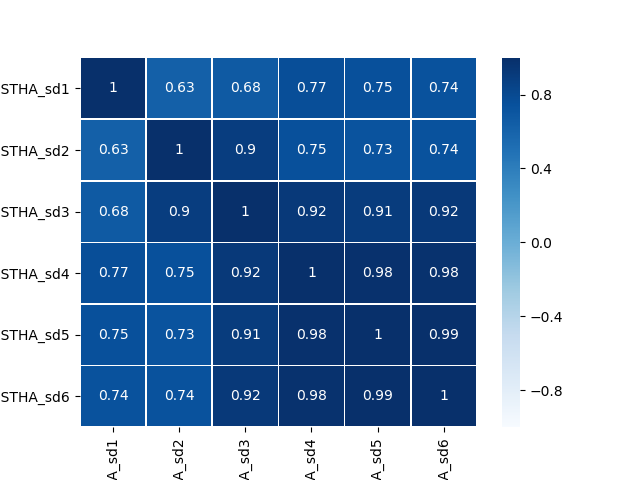 STHA_sd1 1 0.63 0.68 0.77 0.75 0.74
STHA_sd2 0.63 1 0.9 0.75 0.73 0.74
STHA_sd3 0.68 0.9 1 0.92 0.91 0.92
STHA_sd4 0.77 0.75 0.92 1 0.98 0.98
STHA_sd5 0.75 0.73 0.91 0.98 1 0.99
STHA_sd6 0.74 0.74 0.92 0.98 0.99 1
A_sd1 A_sd2 A_sd3 A_sd4 A_sd5 A_sd6
0.8
0.4
0.0
−0.4
−0.8